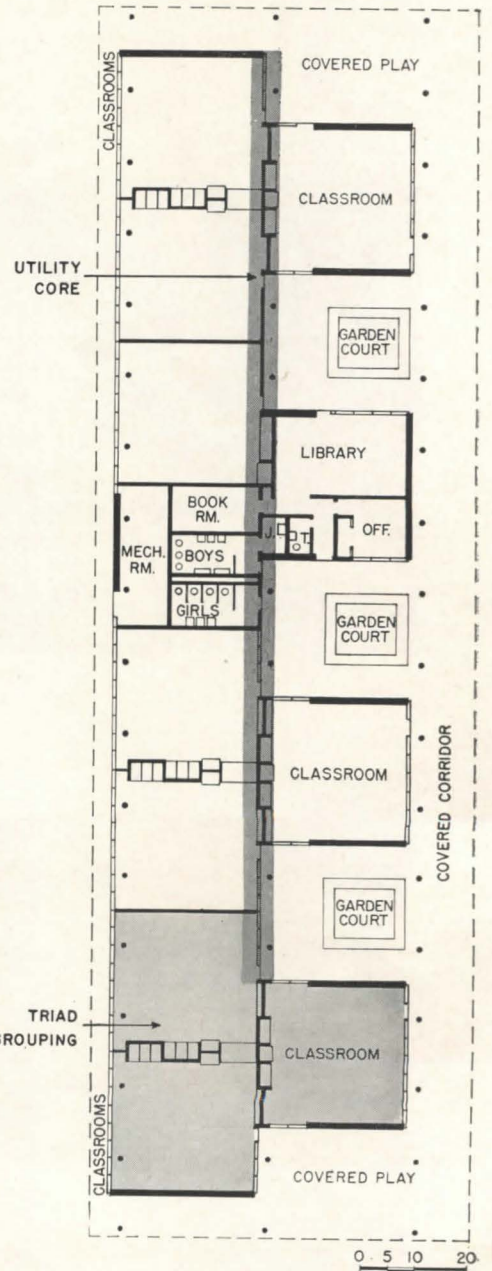 COVERED PLAY
CLASSROOMS
CLASSROOM
UTILITY
CORE
GARDEN
COURT
LIBRARY
BOOK
RM.
J.
T.
OFF.
MECH.
RM.
BOYS
GIRLS
GARDEN
COURT
CLASSROOM
COVERED CORRIDOR
GARDEN
COURT
TRIAD
GROUPING
CLASSROOM
CLASSROOMS
COVERED PLAY
0 5 10 20